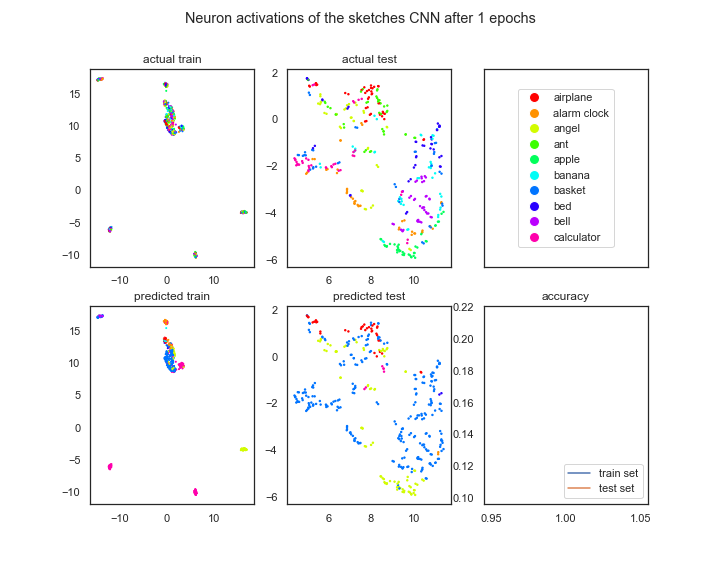 Neuron activations of the sketches CNN after 1 epochs
actual train
15
10
5
0
−5
−10
−10
0
10
actual test
2
0
−2
−4
−6
6
8
10
airplane
alarm clock
angel
ant
apple
banana
basket
bed
bell
calculator
predicted train
15
10
5
0
−5
−10
−10
0
10
predicted test
2
0
−2
−4
−6
6
8
10
accuracy
0.22
0.20
0.18
0.16
0.14
0.12
0.10
0.95
1.00
1.05
train set
test set